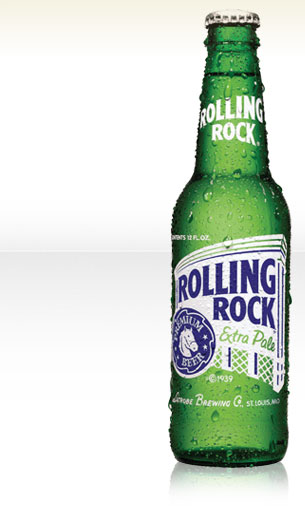 ROLLING
ROCK
CONTENTS 12 FL. OZ.
ROLLING
ROCK
PREMIUM
BEER
Extra Pale
© 1939
Latrobe Brewing Co. St. Louis, MO